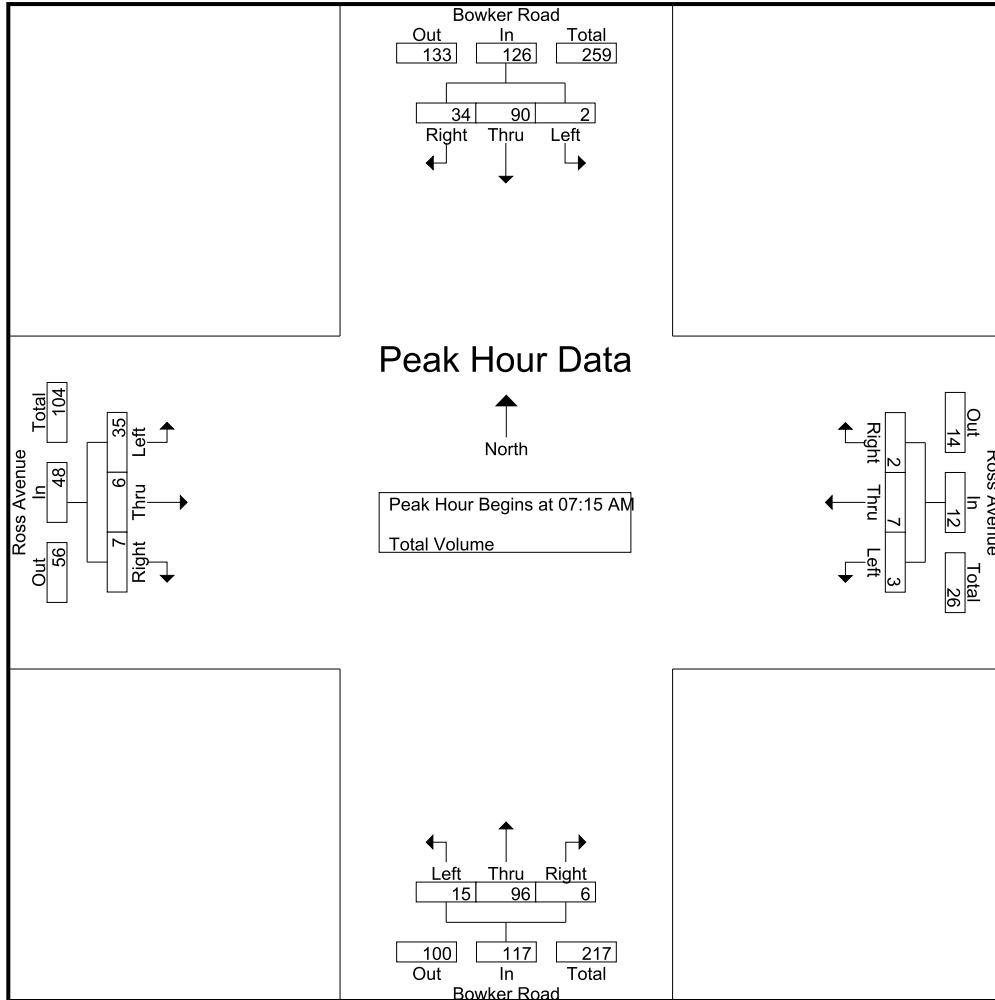 Bowker Road
Out In Total
133 126 259
34 90 2
Right Thru Left
Peak Hour Data
North
Peak Hour Begins at 07:15 AM
Total Volume
Ross Avenue
Out In Total
56 48 104
35 6 7
Left Thru Right
Right Thru Left
2 7 3
Out In Total
14 12 26
Ross Avenue
Left Thru Right
15 96 6
100 117 217
Out In Total
Bowker Road